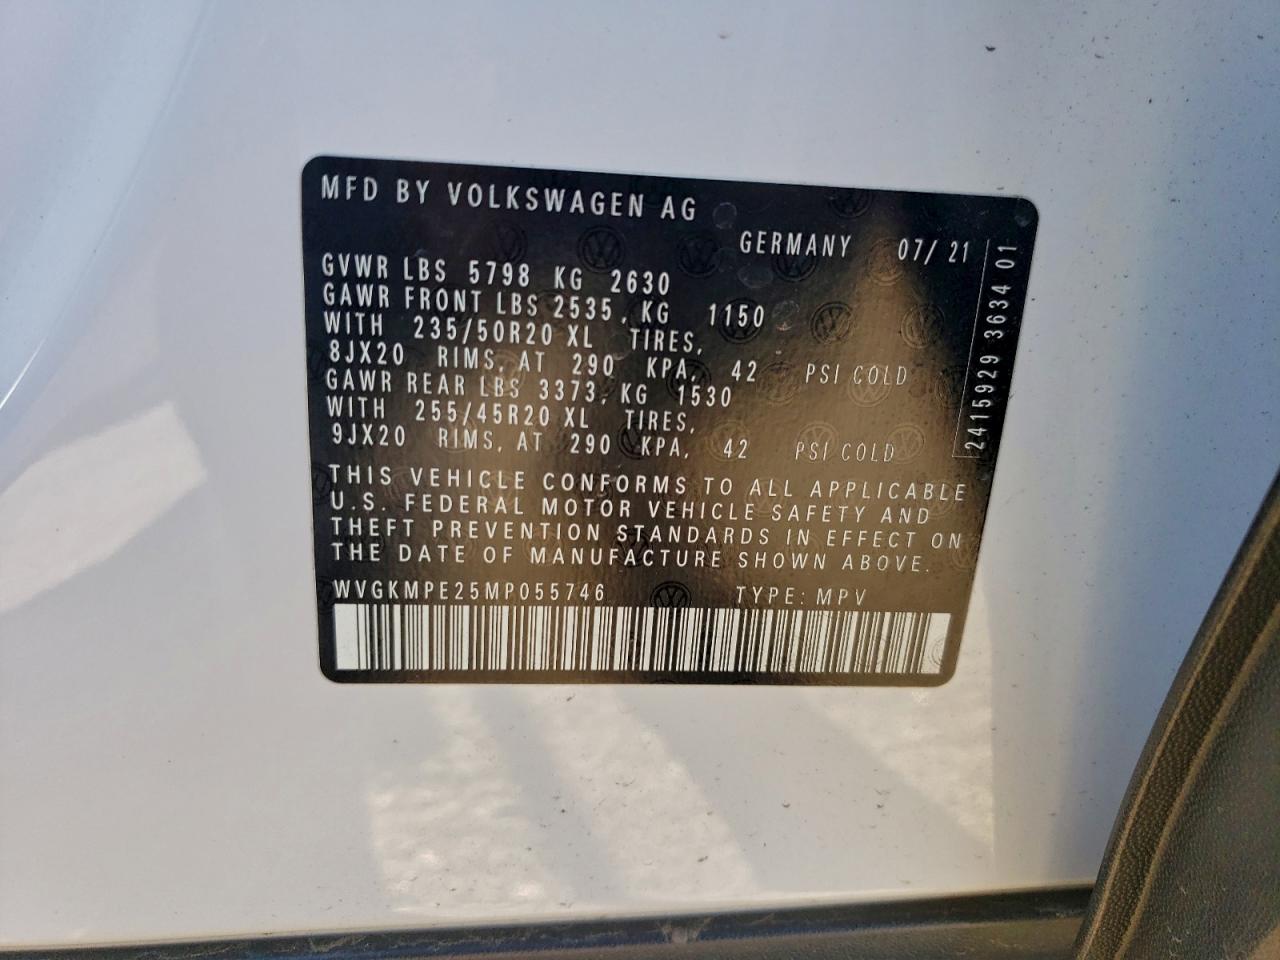 MFD BY VOLKSWAGEN AG
GERMANY 07/21
GVWR LBS 5798 KG 2630
GAWR FRONT LBS 2535, KG 1150
WITH 235/50R20 XL TIRES,
8JX20 RIMS, AT 290 KPA, 42 PSI COLD
GAWR REAR LBS 3373, KG 1530
WITH 255/45R20 XL TIRES,
9JX20 RIMS, AT 290 KPA, 42 PSI COLD
THIS VEHICLE CONFORMS TO ALL APPLICABLE
U.S. FEDERAL MOTOR VEHICLE SAFETY AND
THEFT PREVENTION STANDARDS IN EFFECT ON
THE DATE OF MANUFACTURE SHOWN ABOVE.
WVGKMPE25MP055746 TYPE: MPV
2415929 3634 01